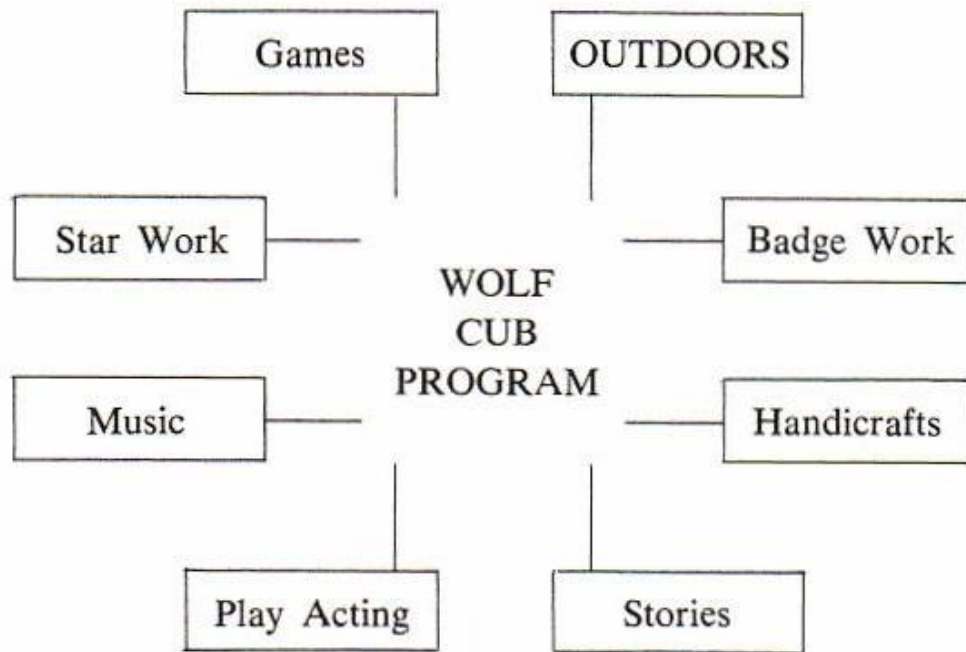 Games
OUTDOORS
Star Work
Badge Work
WOLF
CUB
PROGRAM
Music
Handicrafts
Play Acting
Stories